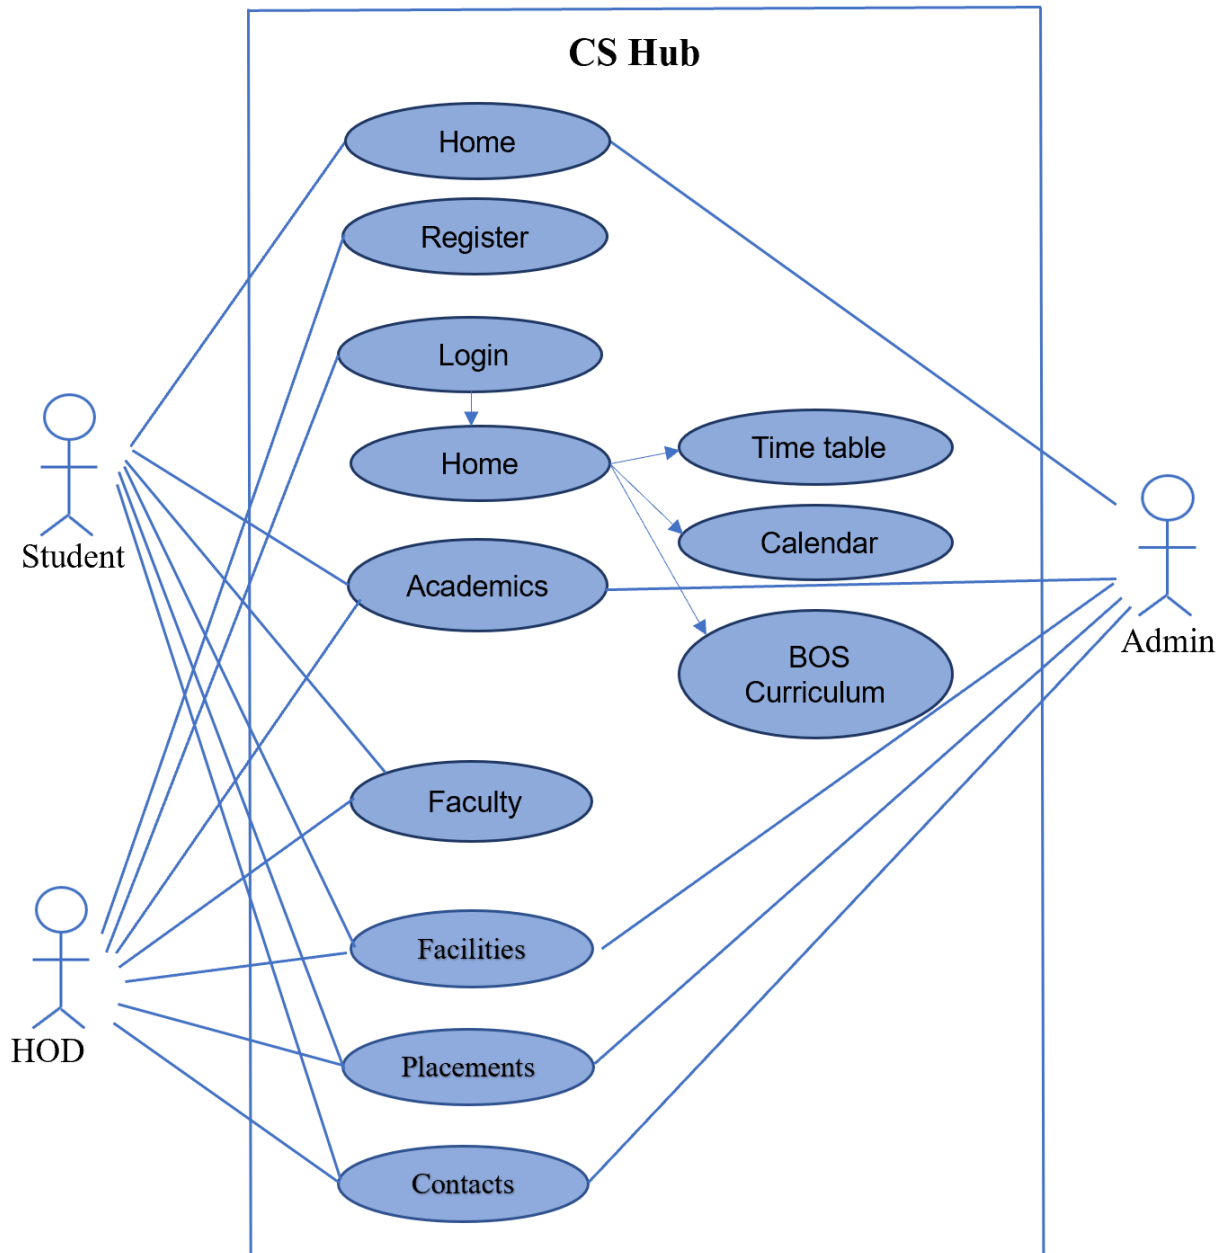 CS Hub
Home
Register
Login
Home
Time table
Calendar
Student
Academics
BOS
Curriculum
Admin
Faculty
Facilities
HOD
Placements
Contacts